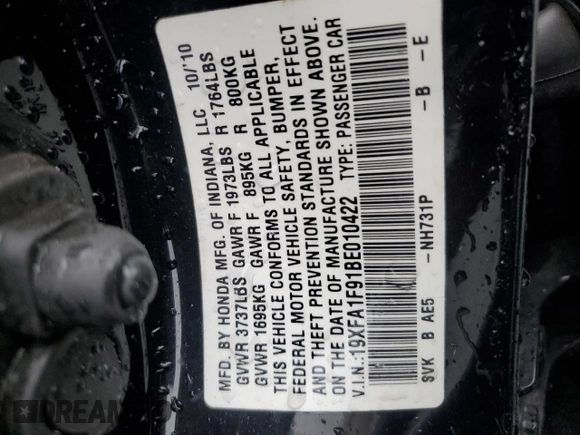 MFD. BY HONDA MFG. OF INDIANA, LLC 10/'10
GVWR 3737LBS GAWR F 1973LBS R 1764LBS
GVWR 1695KG GAWR F 895KG R 800KG
THIS VEHICLE CONFORMS TO ALL APPLICABLE
FEDERAL MOTOR VEHICLE SAFETY, BUMPER,
AND THEFT PREVENTION STANDARDS IN EFFECT
ON THE DATE OF MANUFACTURE SHOWN ABOVE.
V.I.N.:19XFA1F91BE010422 TYPE: PASSENGER CAR
SVK B AE5 -NH731P -B - E
DREAM